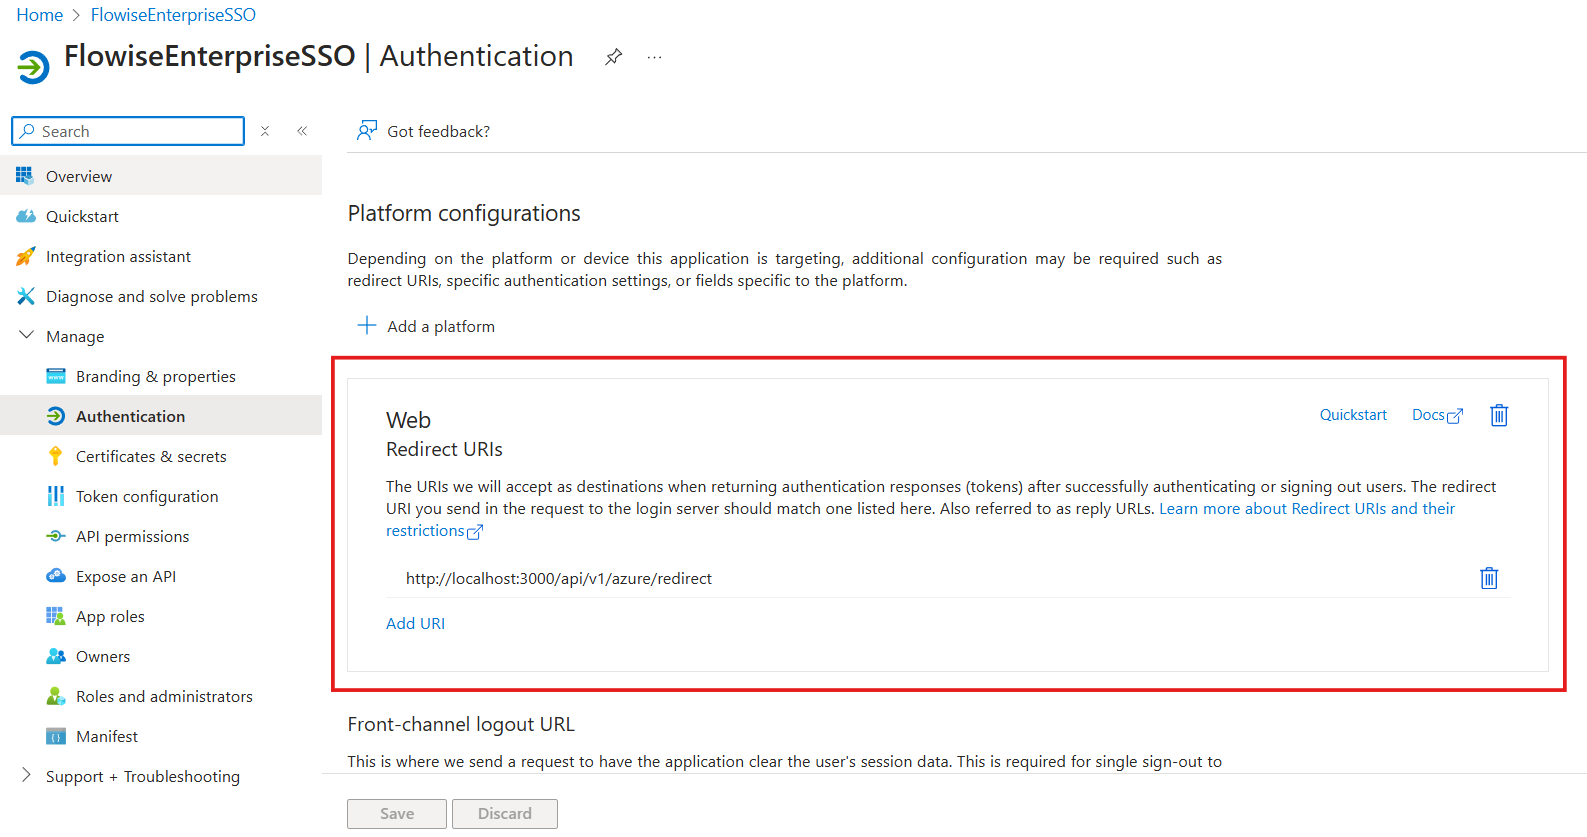 Home > FlowiseEnterpriseSSO
FlowiseEnterpriseSSO | Authentication ...
Search
Got feedback?
Overview
Quickstart
Integration assistant
Diagnose and solve problems
Manage
Branding & properties
Authentication
Certificates & secrets
Token configuration
API permissions
Expose an API
App roles
Owners
Roles and administrators
Manifest
Support + Troubleshooting
Platform configurations
Depending on the platform or device this application is targeting, additional configuration may be required such as
redirect URIs, specific authentication settings, or fields specific to the platform.
Add a platform
Web
Quickstart Docs
Redirect URIs
The URIs we will accept as destinations when returning authentication responses (tokens) after successfully authenticating or signing out users. The redirect
URI you send in the request to the login server should match one listed here. Also referred to as reply URLs. Learn more about Redirect URIs and their
restrictions
http://localhost:3000/api/v1/azure/redirect
Add URI
Front-channel logout URL
This is where we send a request to have the application clear the user's session data. This is required for single sign-out to
Save Discard